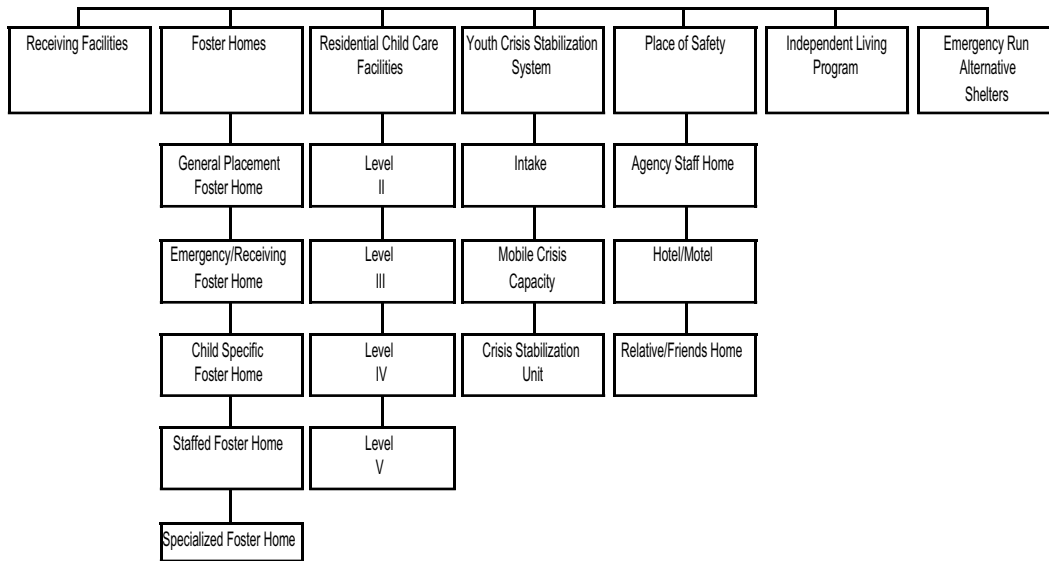 Receiving Facilities
Foster Homes
Residential Child Care
Facilities
Youth Crisis Stabilization
System
Place of Safety
Independent Living
Program
Emergency Run
Alternative
Shelters
General Placement
Foster Home
Level
II
Intake
Agency Staff Home
Emergency/Receiving
Foster Home
Level
III
Mobile Crisis
Capacity
Hotel/Motel
Child Specific
Foster Home
Level
IV
Crisis Stabilization
Unit
Relative/Friends Home
Staffed Foster Home
Level
V
Specialized Foster Home